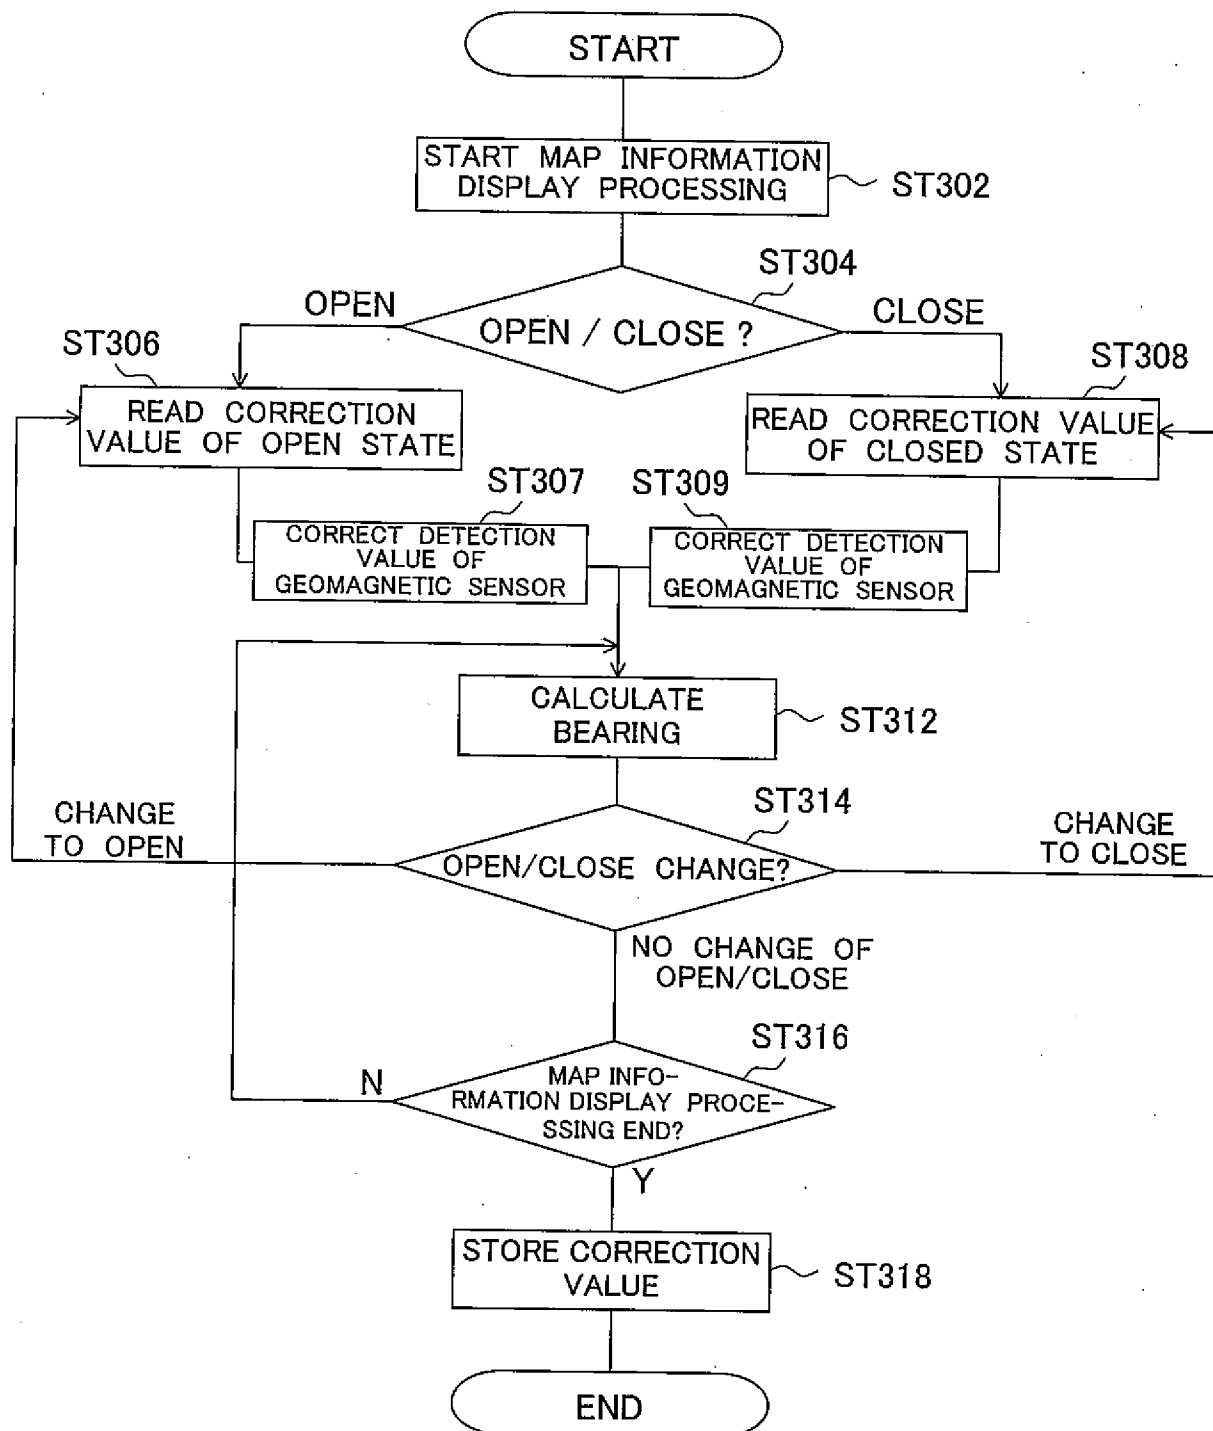 START
START MAP INFORMATION
DISPLAY PROCESSING
ST302
ST304
OPEN
OPEN / CLOSE ?
CLOSE
ST306
READ CORRECTION
VALUE OF OPEN STATE
ST308
READ CORRECTION VALUE
OF CLOSED STATE
ST307
CORRECT DETECTION
VALUE OF
GEOMAGNETIC SENSOR
ST309
CORRECT DETECTION
VALUE OF
GEOMAGNETIC SENSOR
CALCULATE
BEARING
ST312
ST314
CHANGE
TO OPEN
OPEN/CLOSE CHANGE?
CHANGE
TO CLOSE
NO CHANGE OF
OPEN/CLOSE
ST316
N
MAP INFO-
RMATION DISPLAY PROCE-
SSING END?
Y
STORE CORRECTION
VALUE
ST318
END